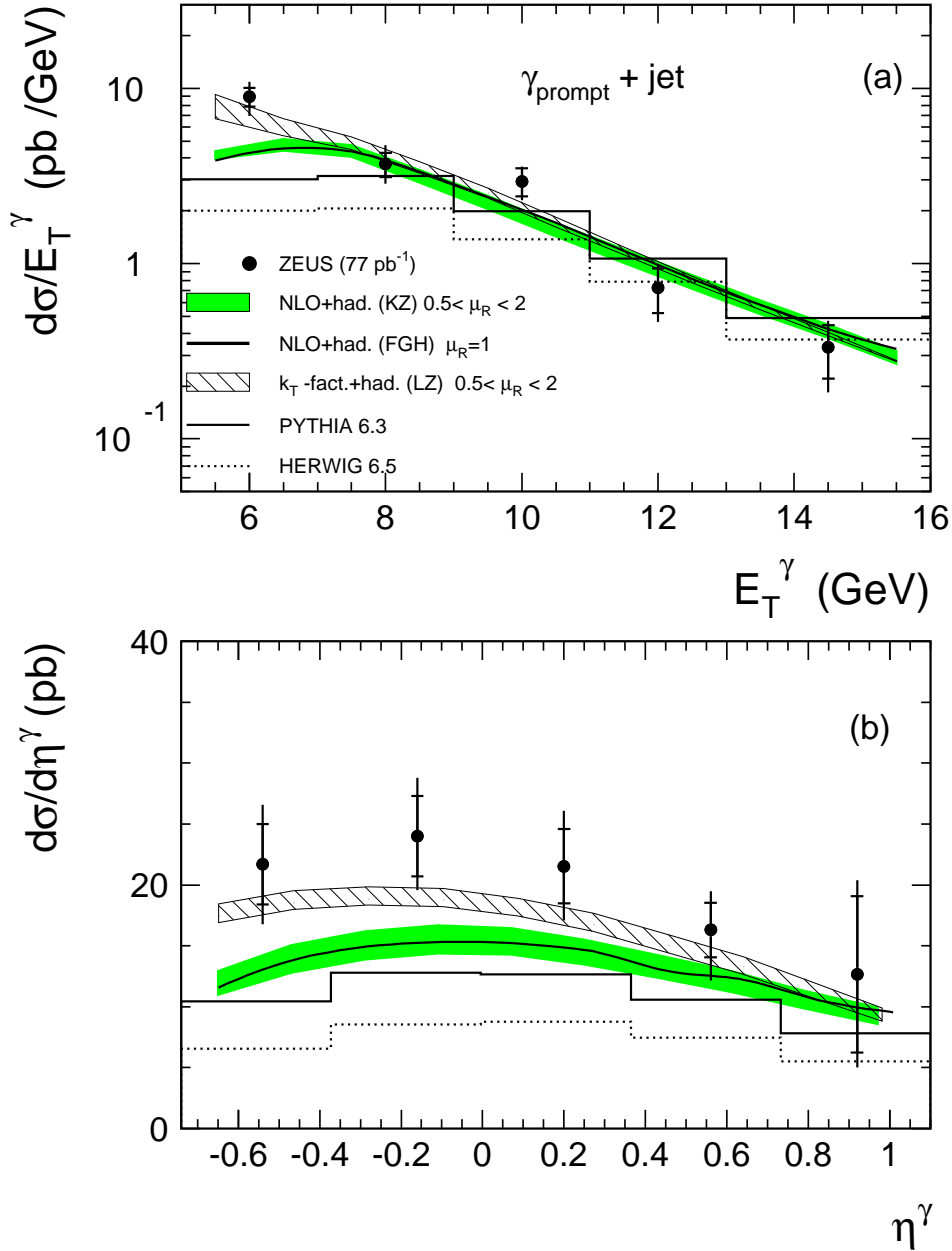 dσ/E_T^γ (pb /GeV)
γ_prompt + jet
(a)
10
1
10^-1
ZEUS (77 pb^-1)
NLO+had. (KZ) 0.5< μ_R < 2
NLO+had. (FGH) μ_R=1
k_T -fact.+had. (LZ) 0.5< μ_R < 2
PYTHIA 6.3
HERWIG 6.5
6 8 10 12 14 16
E_T^γ (GeV)
dσ/dη^γ (pb)
(b)
40
20
0
-0.6 -0.4 -0.2 0 0.2 0.4 0.6 0.8 1
η^γ